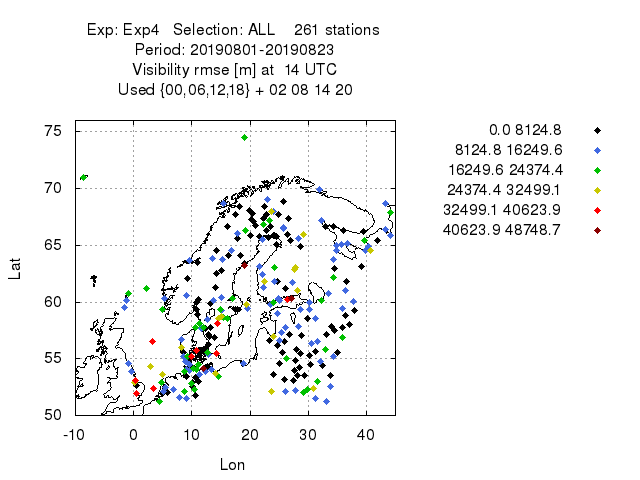 Exp: Exp4 Selection: ALL 261 stations
Period: 20190801-20190823
Visibility rmse [m] at 14 UTC
Used {00,06,12,18} + 02 08 14 20
0.0 8124.8
8124.8 16249.6
16249.6 24374.4
24374.4 32499.1
32499.1 40623.9
40623.9 48748.7
75
70
65
60
55
50
Lat
-10 0 10 20 30 40
Lon